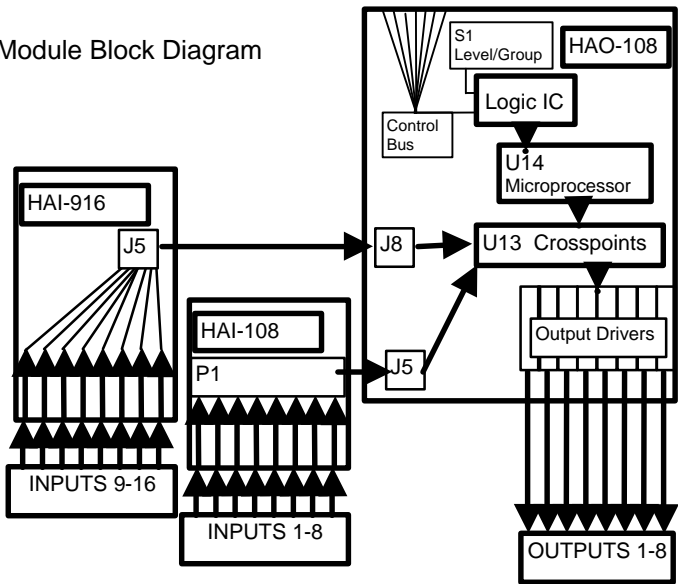 Module Block Diagram
S1
Level/Group
HAO-108
Logic IC
Control
Bus
U14
Microprocessor
HAI-916
J5
J8
U13 Crosspoints
HAI-108
P1
J5
Output Drivers
INPUTS 9-16
INPUTS 1-8
OUTPUTS 1-8